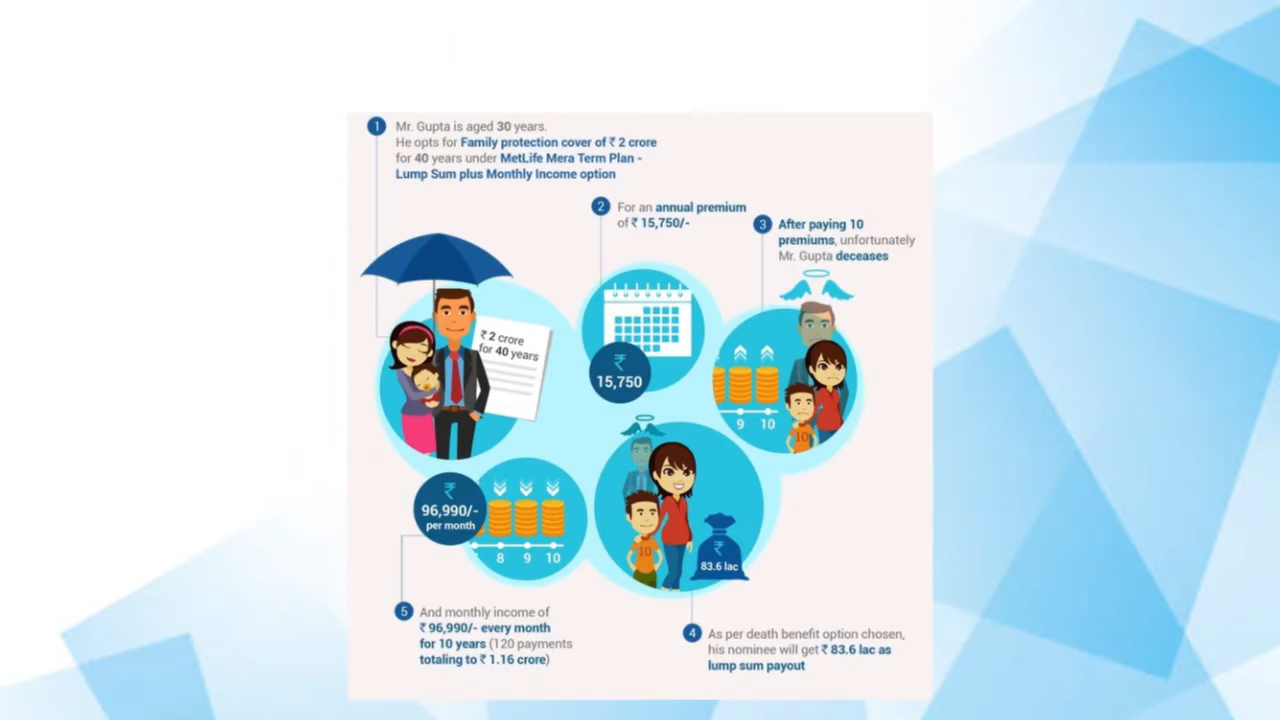 1
Mr. Gupta is aged 30 years.
He opts for Family protection cover of ₹ 2 crore
for 40 years under MetLife Mera Term Plan -
Lump Sum plus Monthly Income option
2
For an annual premium
of ₹ 15,750/-
3
After paying 10
premiums, unfortunately
Mr. Gupta deceases
₹ 2 crore
for 40 years
₹
15,750
9 10
10
₹
96,990/-
per month
8 9 10
10
₹
83.6 lac
4
As per death benefit option chosen,
his nominee will get ₹ 83.6 lac as
lump sum payout
5
And monthly income of
₹ 96,990/- every month
for 10 years (120 payments
totaling to ₹ 1.16 crore)